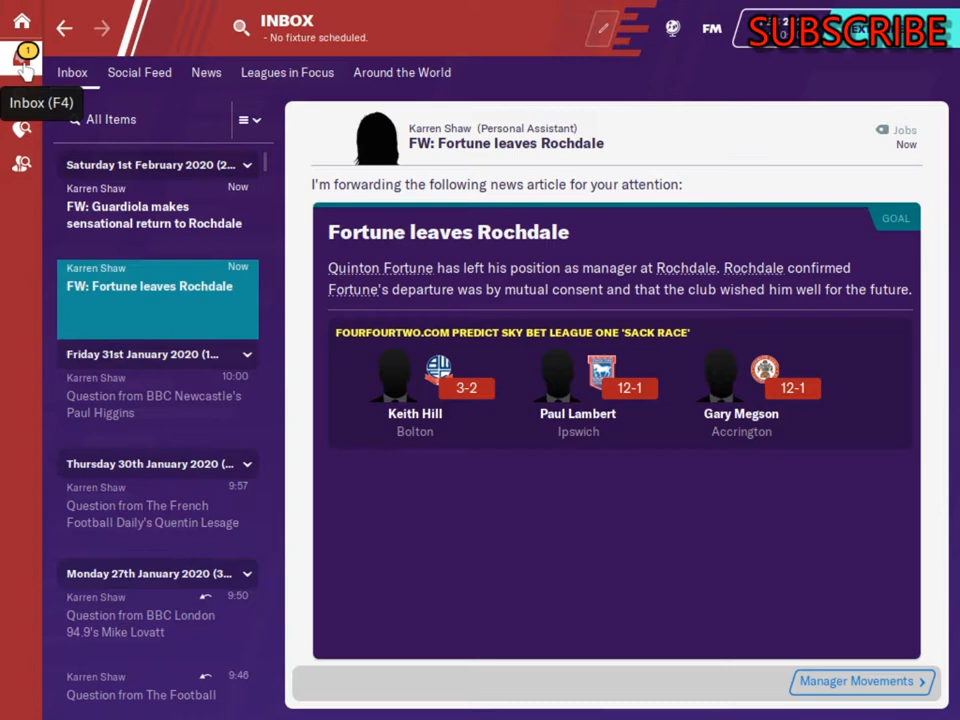 INBOX
- No fixture scheduled.
FM
SUBSCRIBE
1
Inbox
Social Feed
News
Leagues in Focus
Around the World
Inbox (F4)
All Items
Saturday 1st February 2020 (2...
Karren Shaw
Now
FW: Guardiola makes
sensational return to Rochdale
Karren Shaw
Now
FW: Fortune leaves Rochdale
Friday 31st January 2020 (1...
Karren Shaw
10:00
Question from BBC Newcastle's
Paul Higgins
Thursday 30th January 2020 (...
Karren Shaw
9:57
Question from The French
Football Daily's Quentin Lesage
Monday 27th January 2020 (3...
Karren Shaw
9:50
Question from BBC London
94.9's Mike Lovatt
Karren Shaw
9:46
Question from The Football
Karren Shaw (Personal Assistant)
FW: Fortune leaves Rochdale
Jobs
Now
I'm forwarding the following news article for your attention:
GOAL
Fortune leaves Rochdale
Quinton Fortune has left his position as manager at Rochdale. Rochdale confirmed
Fortune's departure was by mutual consent and that the club wished him well for the future.
FOURFOURTWO.COM PREDICT SKY BET LEAGUE ONE 'SACK RACE'
3-2
12-1
12-1
Keith Hill
Paul Lambert
Gary Megson
Bolton
Ipswich
Accrington
Manager Movements